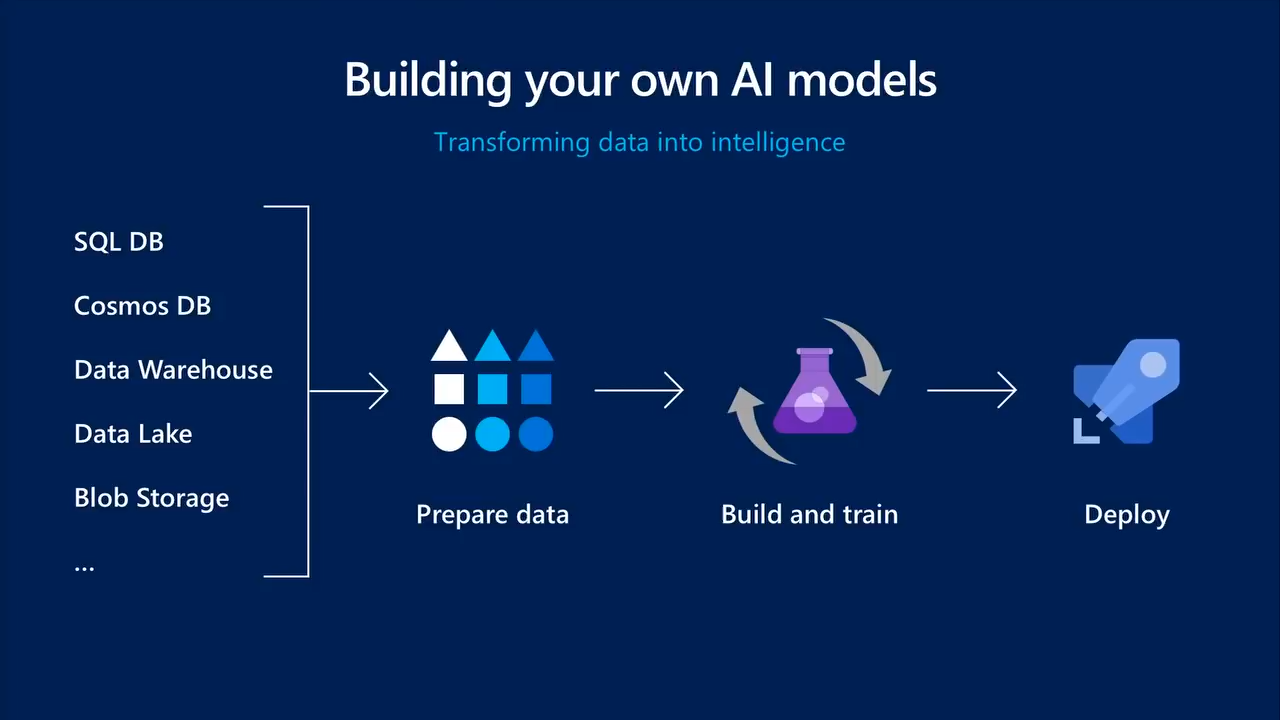 Building your own AI models
Transforming data into intelligence
SQL DB
Cosmos DB
Data Warehouse
Data Lake
Blob Storage
...
Prepare data
Build and train
Deploy